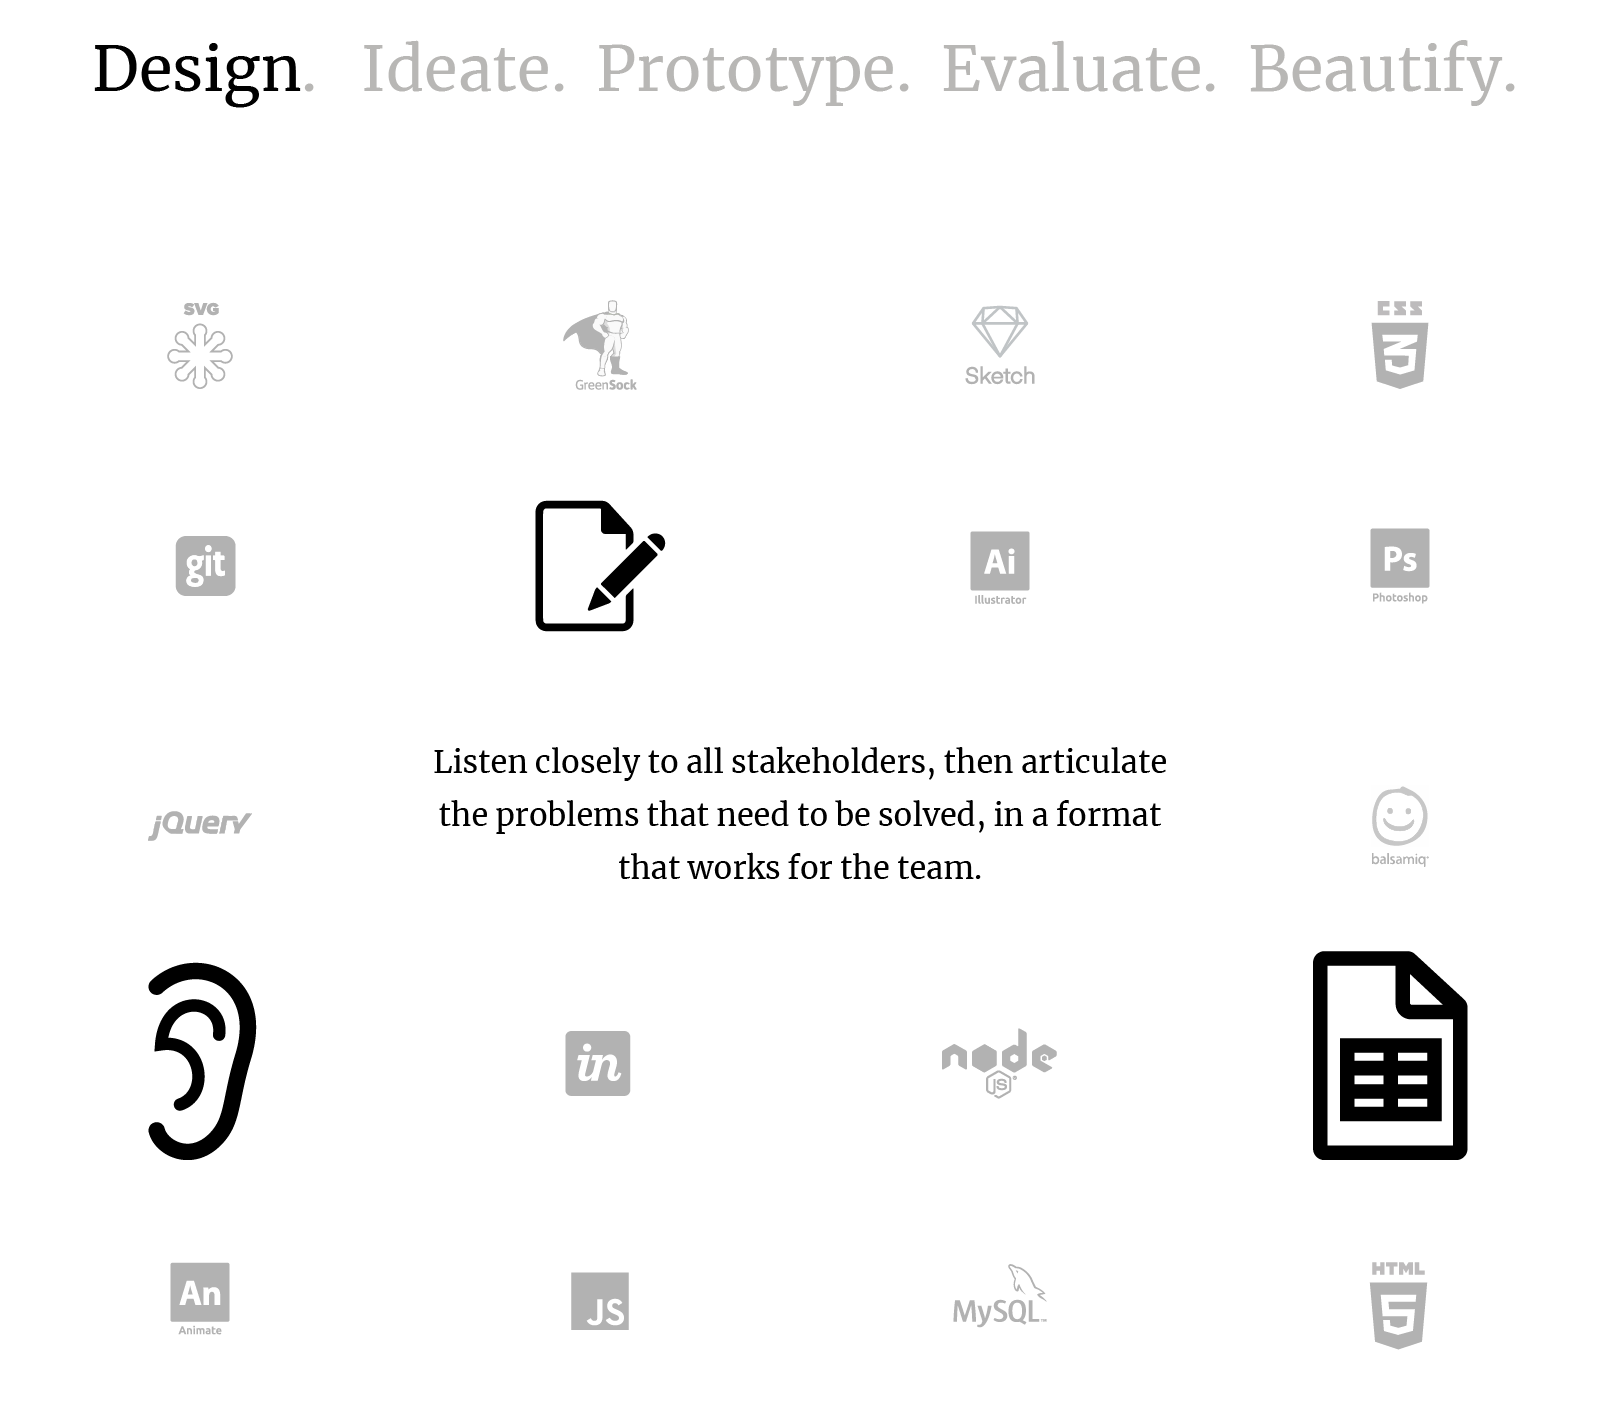 Design. Ideate. Prototype. Evaluate. Beautify.
SVG
GreenSock
Sketch
CSS
3
git
Ai
Illustrator
Ps
Photoshop
Listen closely to all stakeholders, then articulate
the problems that need to be solved, in a format
that works for the team.
jQuery
balsamiq
in
node
JS
An
Animate
JS
MySQL™
HTML
5